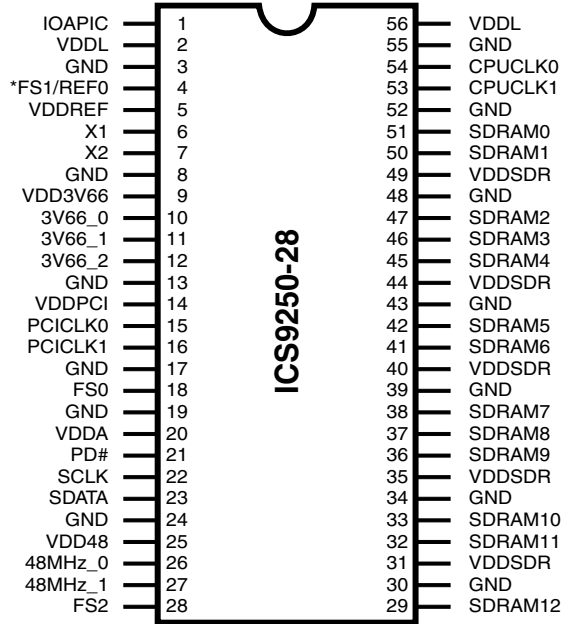 IOAPIC 1 56 VDDL
VDDL 2 55 GND
GND 3 54 CPUCLK0
*FS1/REF0 4 53 CPUCLK1
VDDREF 5 52 GND
X1 6 51 SDRAM0
X2 7 50 SDRAM1
GND 8 49 VDDSDR
VDD3V66 9 48 GND
3V66_0 10 47 SDRAM2
3V66_1 11 46 SDRAM3
3V66_2 12 45 SDRAM4
GND 13 44 VDDSDR
VDDPCI 14 43 GND
PCICLK0 15 42 SDRAM5
PCICLK1 16 41 SDRAM6
GND 17 40 VDDSDR
FS0 18 39 GND
GND 19 38 SDRAM7
VDDA 20 37 SDRAM8
PD# 21 36 SDRAM9
SCLK 22 35 VDDSDR
SDATA 23 34 GND
GND 24 33 SDRAM10
VDD48 25 32 SDRAM11
48MHz_0 26 31 VDDSDR
48MHz_1 27 30 GND
FS2 28 29 SDRAM12
ICS9250-28